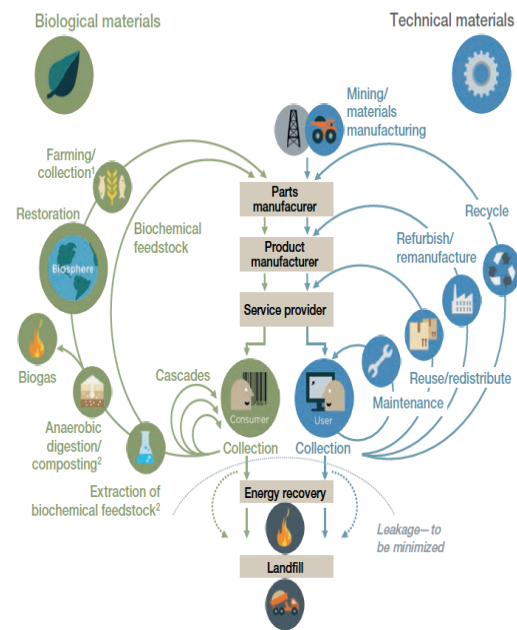 Biological materials
Technical materials
Mining/
materials
manufacturing
Farming/
collection¹
Parts
manufacurer
Restoration
Biochemical
feedstock
Recycle
Product
manufacturer
Refurbish/
remanufacture
Biosphere
Service provider
Biogas
Cascades
Reuse/redistribute
Maintenance
Consumer
User
Anaerobic
digestion/
composting²
Collection
Collection
Extraction of
biochemical feedstock²
Energy recovery
Leakage—to
be minimized
Landfill